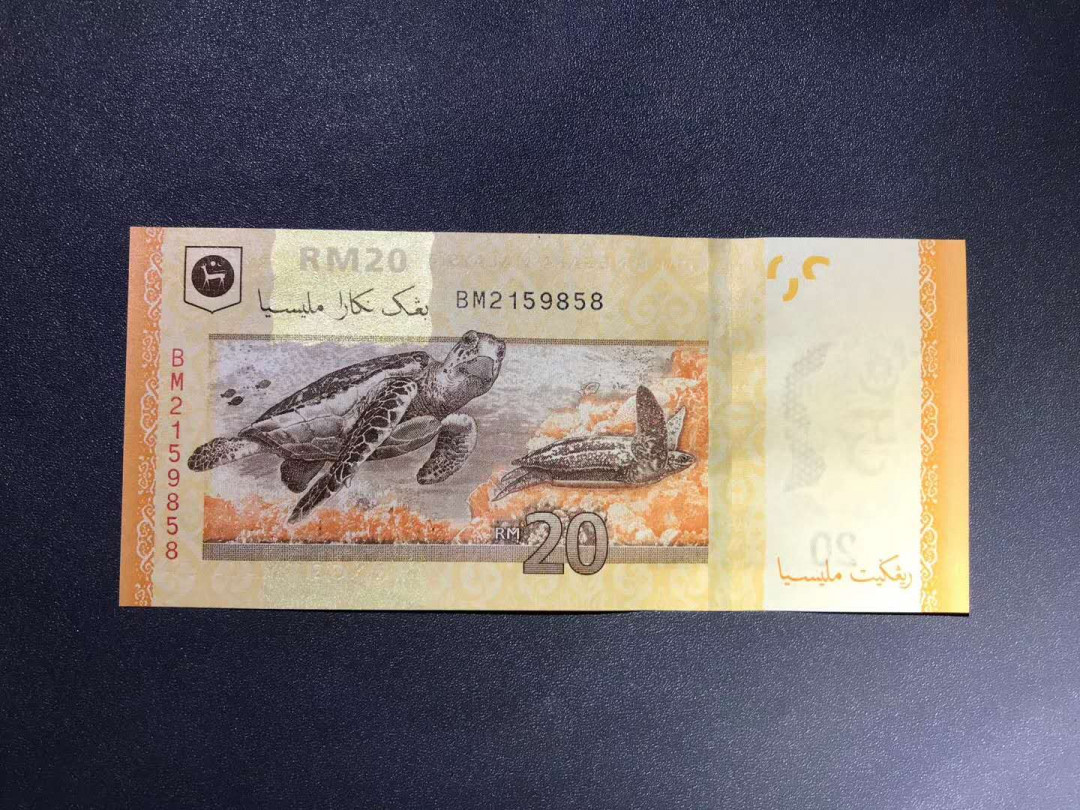 RM20
بڠک نݢارا مليسيا
BM2159858
BM2159858
RM 20
رڠݢيت مليسيا